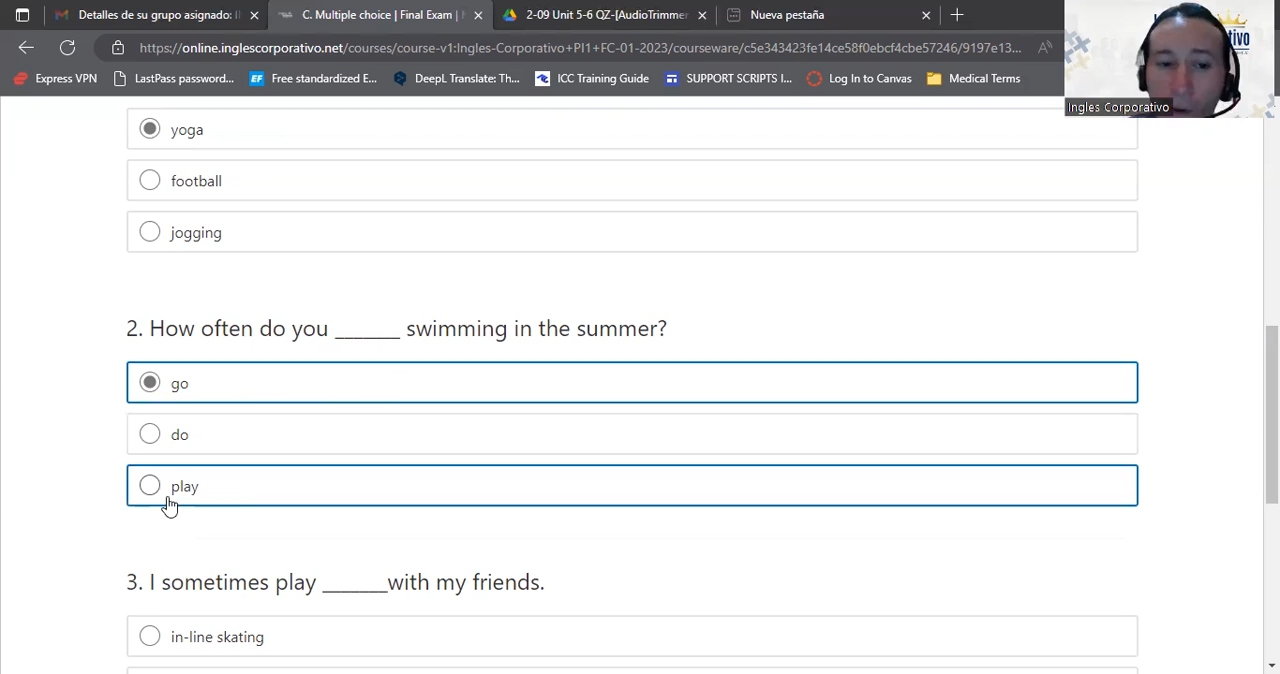 Detalles de su grupo asignado: I
C. Multiple choice | Final Exam |
2-09 Unit 5-6 QZ-[AudioTrimmer
Nueva pestaña
https://online.inglescorporativo.net/courses/course-v1:Ingles-Corporativo+PI1+FC-01-2023/courseware/c5e343423fe14ce58f0ebcf4cbe57246/9197e13...
Express VPN
LastPass password...
EF Free standardized E...
DeepL Translate: Th...
ICC Training Guide
SUPPORT SCRIPTS I...
Log In to Canvas
Medical Terms
Ingles Corporativo
yoga
football
jogging
2. How often do you _______ swimming in the summer?
go
do
play
3. I sometimes play _______with my friends.
in-line skating